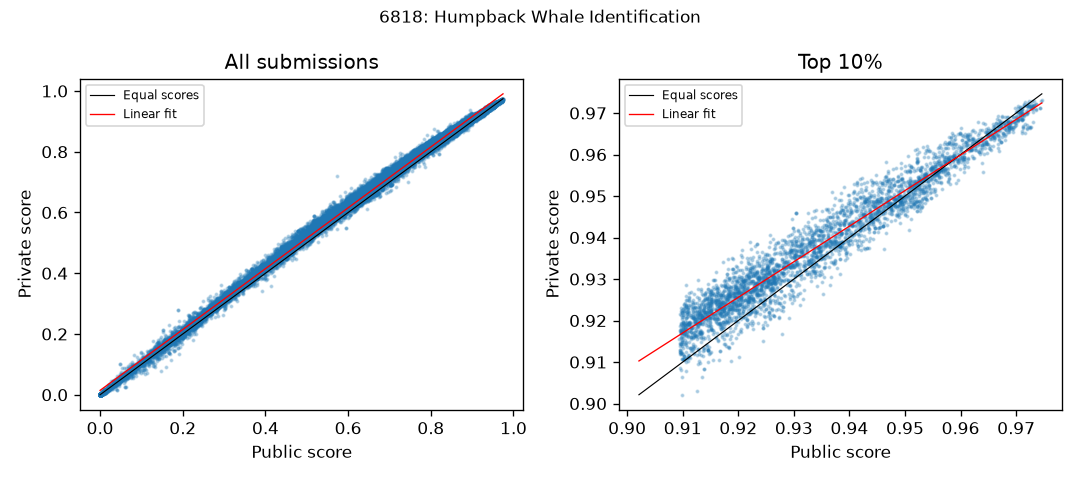 6818: Humpback Whale Identification
All submissions
Equal scores
Linear fit
Private score
1.0
0.8
0.6
0.4
0.2
0.0
0.0 0.2 0.4 0.6 0.8 1.0
Public score
Top 10%
Equal scores
Linear fit
Private score
0.97
0.96
0.95
0.94
0.93
0.92
0.91
0.90
0.90 0.91 0.92 0.93 0.94 0.95 0.96 0.97
Public score